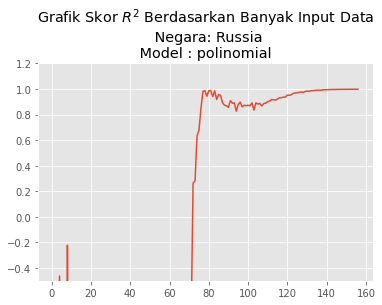 Grafik Skor $R^2$ Berdasarkan Banyak Input Data
Negara: Russia
Model : polinomial
1.2
1.0
0.8
0.6
0.4
0.2
0.0
−0.2
−0.4
0 20 40 60 80 100 120 140 160